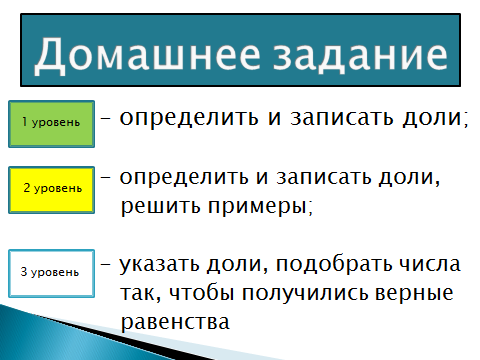 Домашнее задание
1 уровень – определить и записать доли;
2 уровень – определить и записать доли,
решить примеры;
3 уровень – указать доли, подобрать числа
так, чтобы получились верные
равенства